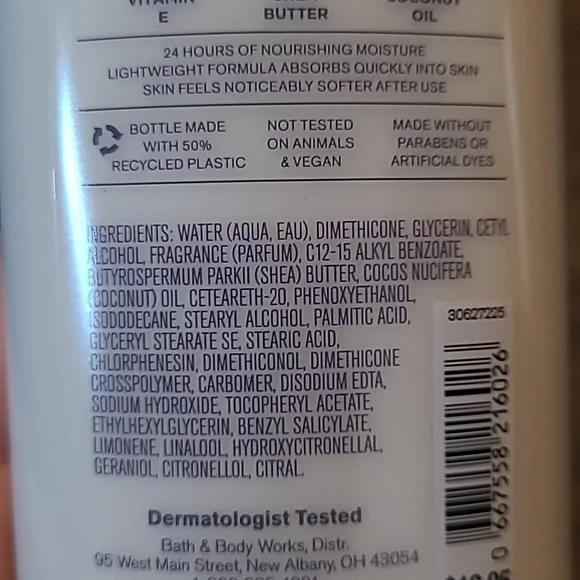 VITAMIN
E
BUTTER
COCONUT
OIL
24 HOURS OF NOURISHING MOISTURE
LIGHTWEIGHT FORMULA ABSORBS QUICKLY INTO SKIN
SKIN FEELS NOTICEABLY SOFTER AFTER USE
BOTTLE MADE
WITH 50%
RECYCLED PLASTIC
NOT TESTED
ON ANIMALS
& VEGAN
MADE WITHOUT
PARABENS OR
ARTIFICIAL DYES
INGREDIENTS: WATER (AQUA, EAU), DIMETHICONE, GLYCERIN, CETYL
ALCOHOL, FRAGRANCE (PARFUM), C12-15 ALKYL BENZOATE,
BUTYROSPERMUM PARKII (SHEA) BUTTER, COCOS NUCIFERA
(COCONUT) OIL, CETEARETH-20, PHENOXYETHANOL,
ISODODECANE, STEARYL ALCOHOL, PALMITIC ACID,
GLYCERYL STEARATE SE, STEARIC ACID,
CHLORPHENESIN, DIMETHICONOL, DIMETHICONE
CROSSPOLYMER, CARBOMER, DISODIUM EDTA,
SODIUM HYDROXIDE, TOCOPHERYL ACETATE,
ETHYLHEXYLGLYCERIN, BENZYL SALICYLATE,
LIMONENE, LINALOOL, HYDROXYCITRONELLAL,
GERANIOL, CITRONELLOL, CITRAL.
30627225
0 667558 216026
Dermatologist Tested
Bath & Body Works, Distr.
95 West Main Street, New Albany, OH 43054